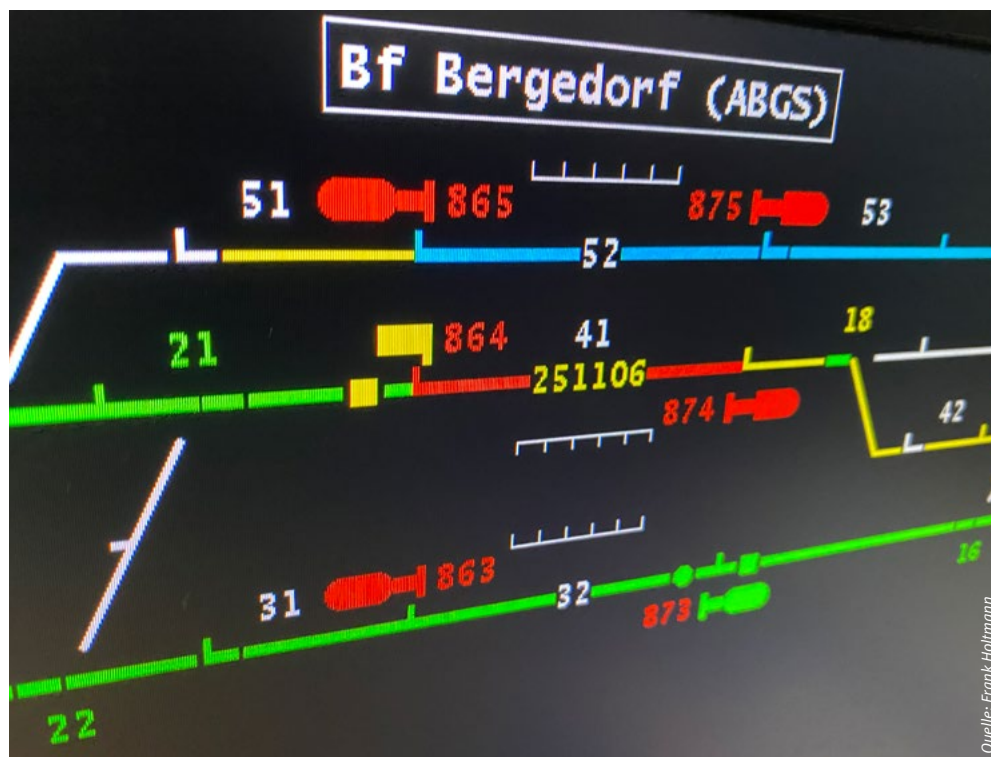 Bf Bergedorf (ABGS)
51 865 875 53
52
21 864 41 18
251106
874 42
31 863 32 873 16
22
Quelle: Frank Holtmann